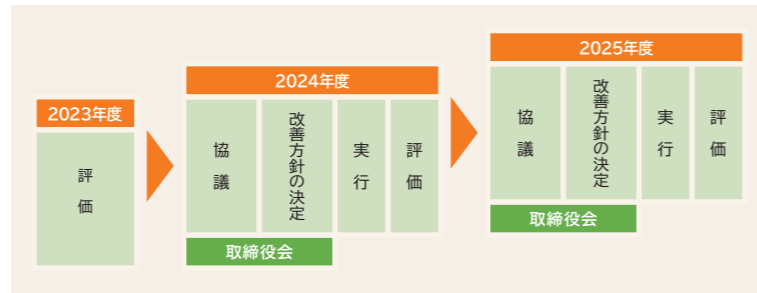 2023年度
評価
2024年度
協議
改善方針の決定
実行
評価
取締役会
2025年度
協議
改善方針の決定
実行
評価
取締役会